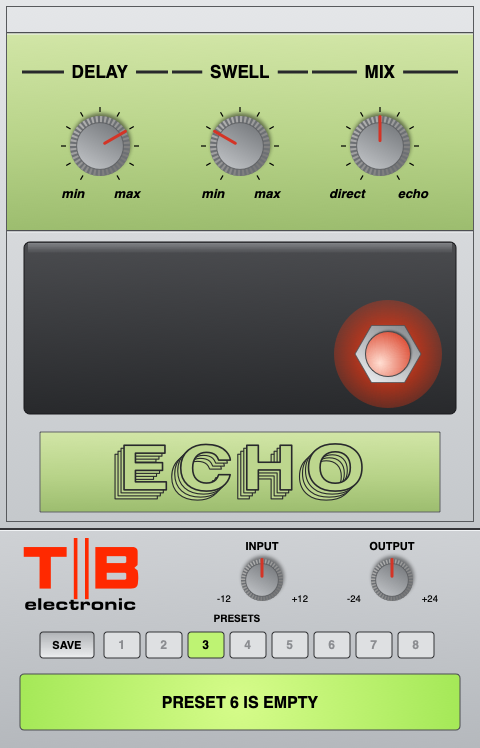 DELAY SWELL MIX
min max min max direct echo
ECHO
T||B
electronic
INPUT OUTPUT
-12 +12 -24 +24
PRESETS
SAVE 1 2 3 4 5 6 7 8
PRESET 6 IS EMPTY